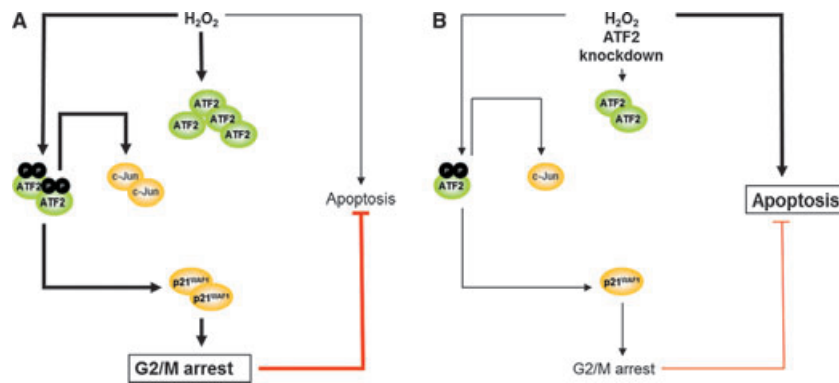 A
H₂O₂
ATF2
ATF2
ATF2
ATF2
P P
ATF2
P P
ATF2
c-Jun
c-Jun
Apoptosis
p21ᵂᴬᶠ¹
p21ᵂᴬᶠ¹
G2/M arrest
B
H₂O₂
ATF2
knockdown
ATF2
ATF2
P P
ATF2
c-Jun
Apoptosis
p21ᵂᴬᶠ¹
G2/M arrest